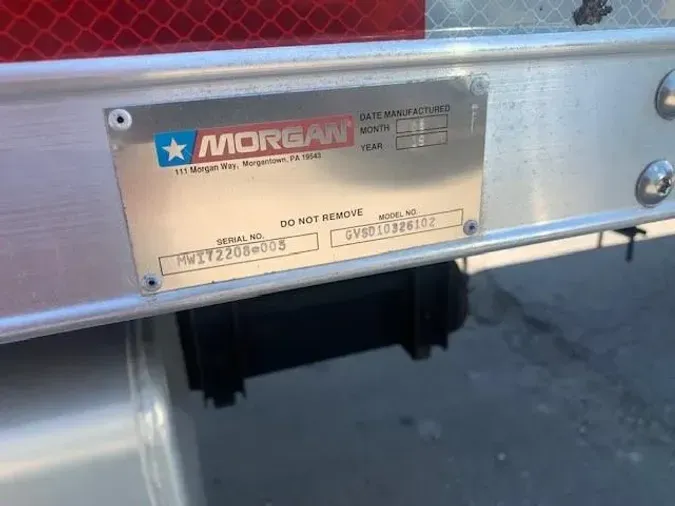 MORGAN
111 Morgan Way, Morgantown, PA 19543
DATE MANUFACTURED
MONTH
YEAR
DO NOT REMOVE
SERIAL NO.
MODEL NO.
GVSD10326102